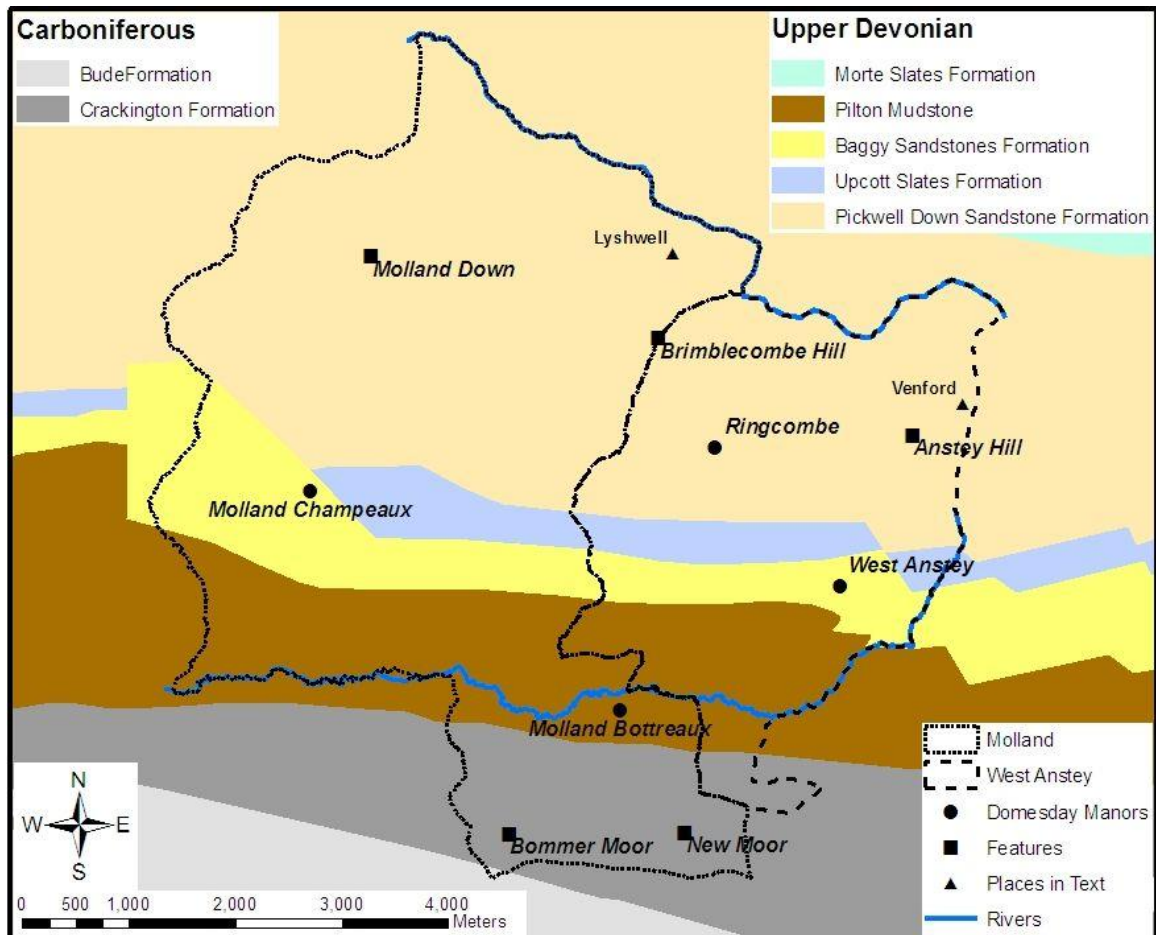 Carboniferous
BudeFormation
Crackington Formation
Upper Devonian
Morte Slates Formation
Pilton Mudstone
Baggy Sandstones Formation
Upcott Slates Formation
Pickwell Down Sandstone Formation
Lyshwell
Molland Down
Brimblecombe Hill
Venford
Ringcombe
Anstey Hill
Molland Champeaux
West Anstey
Molland Bottreaux
Bommer Moor
New Moor
Molland
West Anstey
Domesday Manors
Features
Places in Text
Rivers
N
W E
S
0 500 1,000 2,000 3,000 4,000
Meters